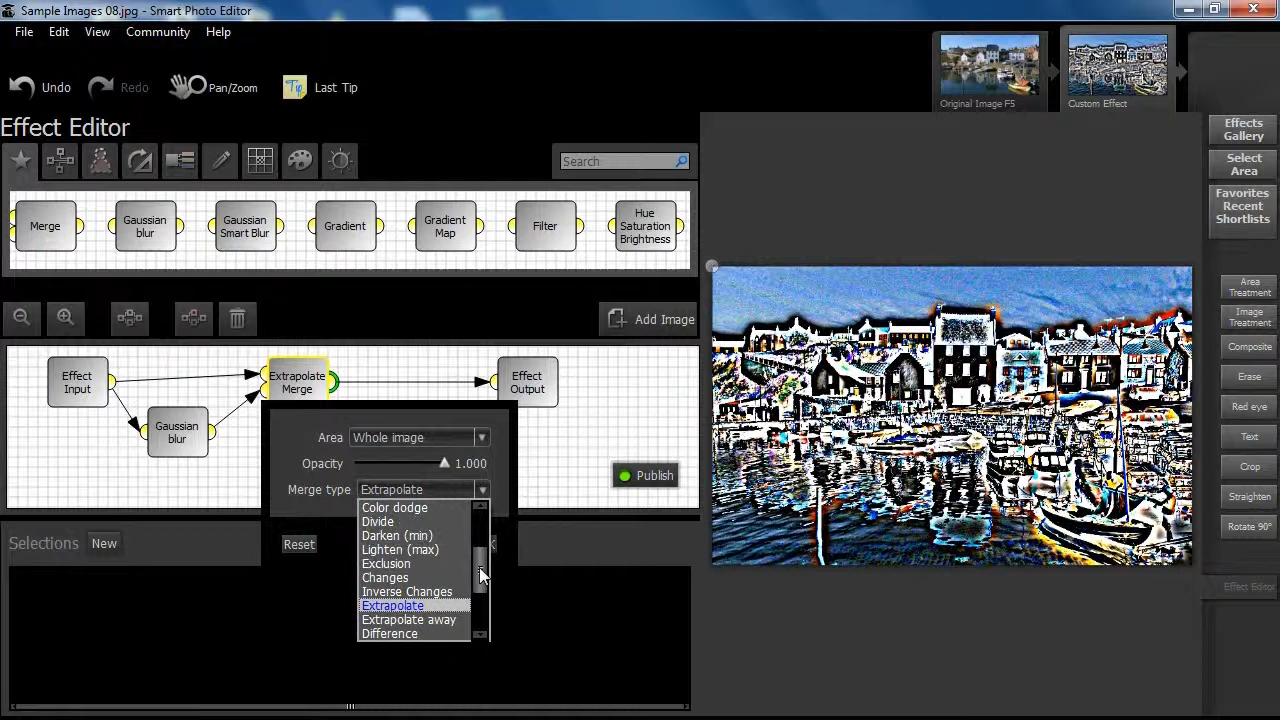 Sample Images 08.jpg - Smart Photo Editor
File Edit View Community Help
Undo Redo Pan/Zoom Tip Last Tip
Original Image F5
Custom Effect
Effect Editor
Search
Merge
Gaussian
blur
Gaussian
Smart Blur
Gradient
Gradient
Map
Filter
Hue
Saturation
Brightness
Add Image
Effect
Input
Gaussian
blur
Extrapolate
Merge
Effect
Output
Area Whole image
Opacity 1.000
Merge type Extrapolate
Color dodge
Divide
Darken (min)
Lighten (max)
Exclusion
Changes
Inverse Changes
Extrapolate
Extrapolate away
Difference
Publish
Selections New
Reset
Effects
Gallery
Select
Area
Favorites
Recent
Shortlists
Area
Treatment
Image
Treatment
Composite
Erase
Red eye
Text
Crop
Straighten
Rotate 90°
Effect Editor